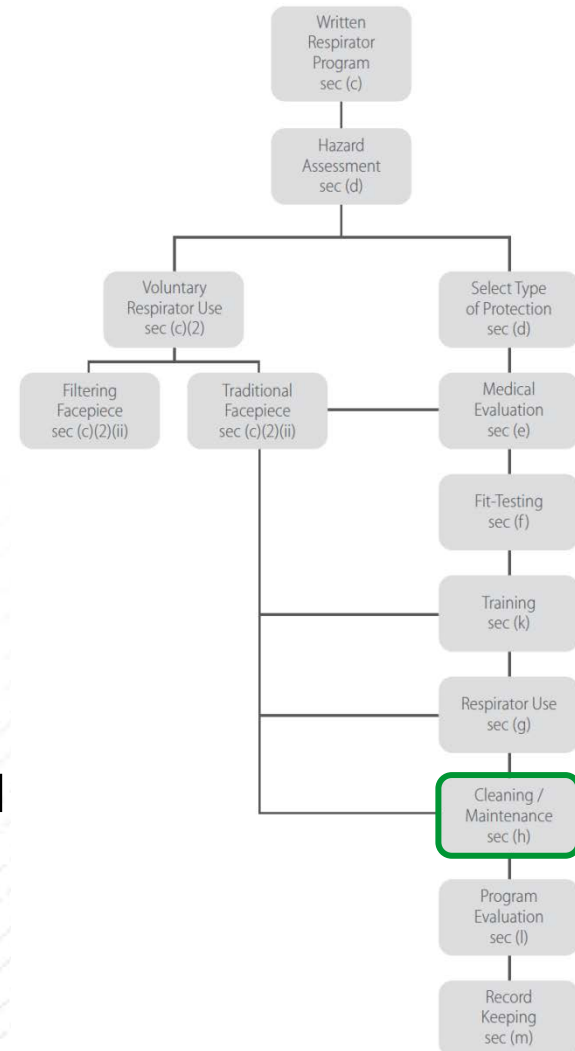 Written
Respirator
Program
sec (c)
Hazard
Assessment
sec (d)
Voluntary
Respirator Use
sec (c)(2)
Select Type
of Protection
sec (d)
Filtering
Facepiece
sec (c)(2)(ii)
Traditional
Facepiece
sec (c)(2)(ii)
Medical
Evaluation
sec (e)
Fit-Testing
sec (f)
Training
sec (k)
Respirator Use
sec (g)
Cleaning /
Maintenance
sec (h)
Program
Evaluation
sec (l)
Record
Keeping
sec (m)